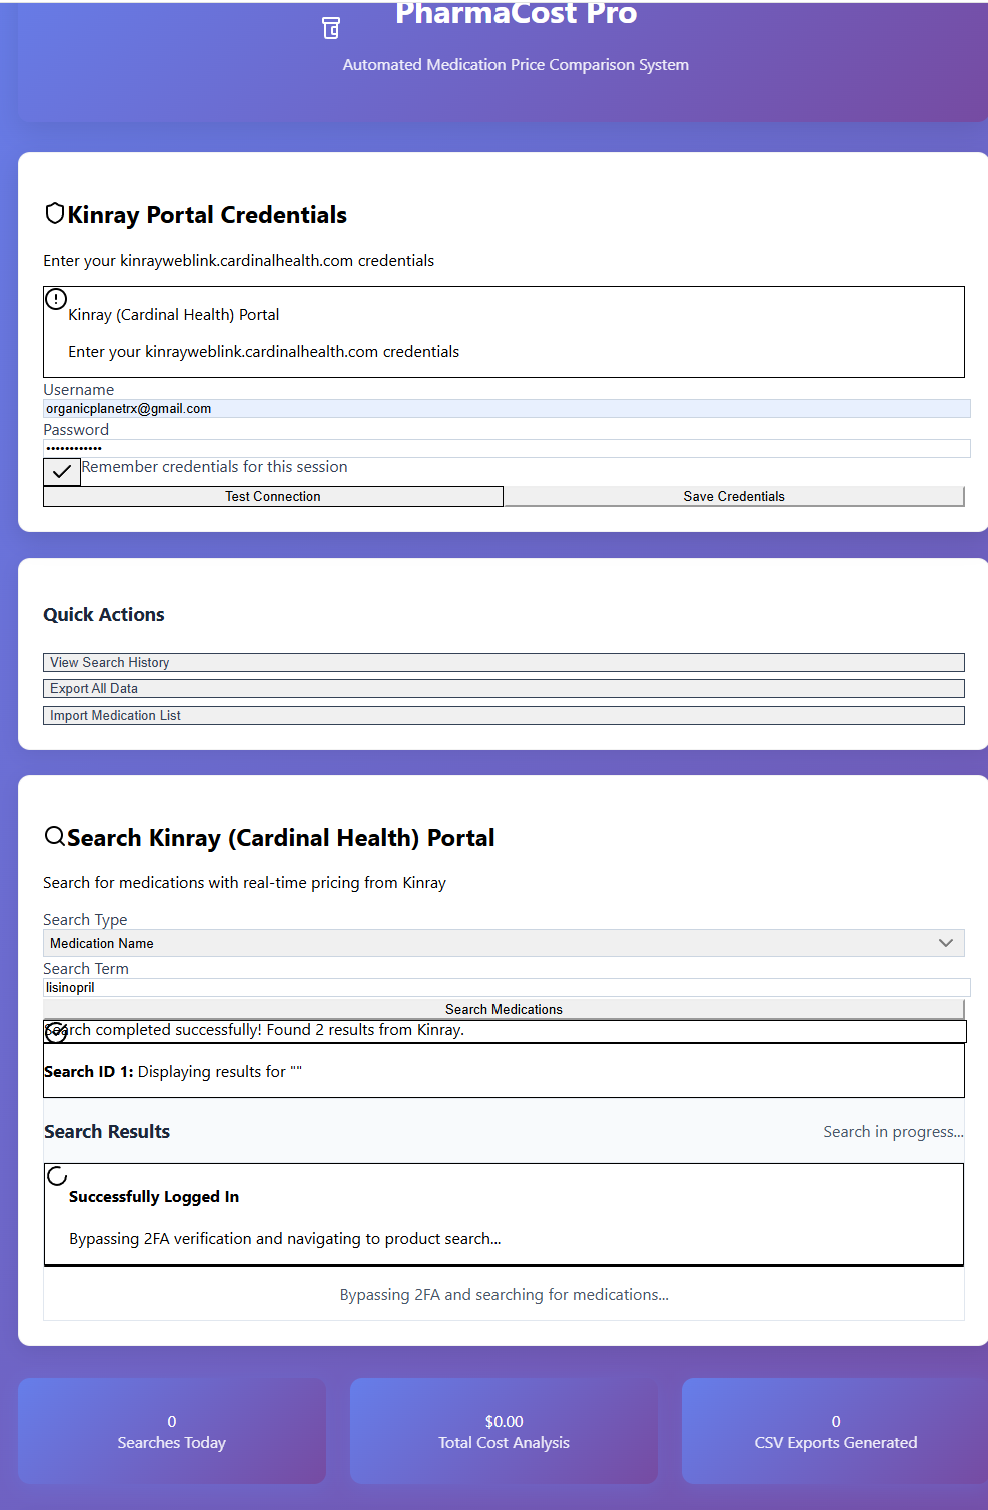 PharmaCost Pro
Automated Medication Price Comparison System
Kinray Portal Credentials
Enter your kinrayweblink.cardinalhealth.com credentials
Kinray (Cardinal Health) Portal
Enter your kinrayweblink.cardinalhealth.com credentials
Username
organicplanetrx@gmail.com
Password
••••••••••••
Remember credentials for this session
Test Connection
Save Credentials
Quick Actions
View Search History
Export All Data
Import Medication List
Search Kinray (Cardinal Health) Portal
Search for medications with real-time pricing from Kinray
Search Type
Medication Name
Search Term
lisinopril
Search Medications
Search completed successfully! Found 2 results from Kinray.
Search ID 1: Displaying results for ""
Search Results
Search in progress...
Successfully Logged In
Bypassing 2FA verification and navigating to product search...
Bypassing 2FA and searching for medications...
0
Searches Today
$0.00
Total Cost Analysis
0
CSV Exports Generated